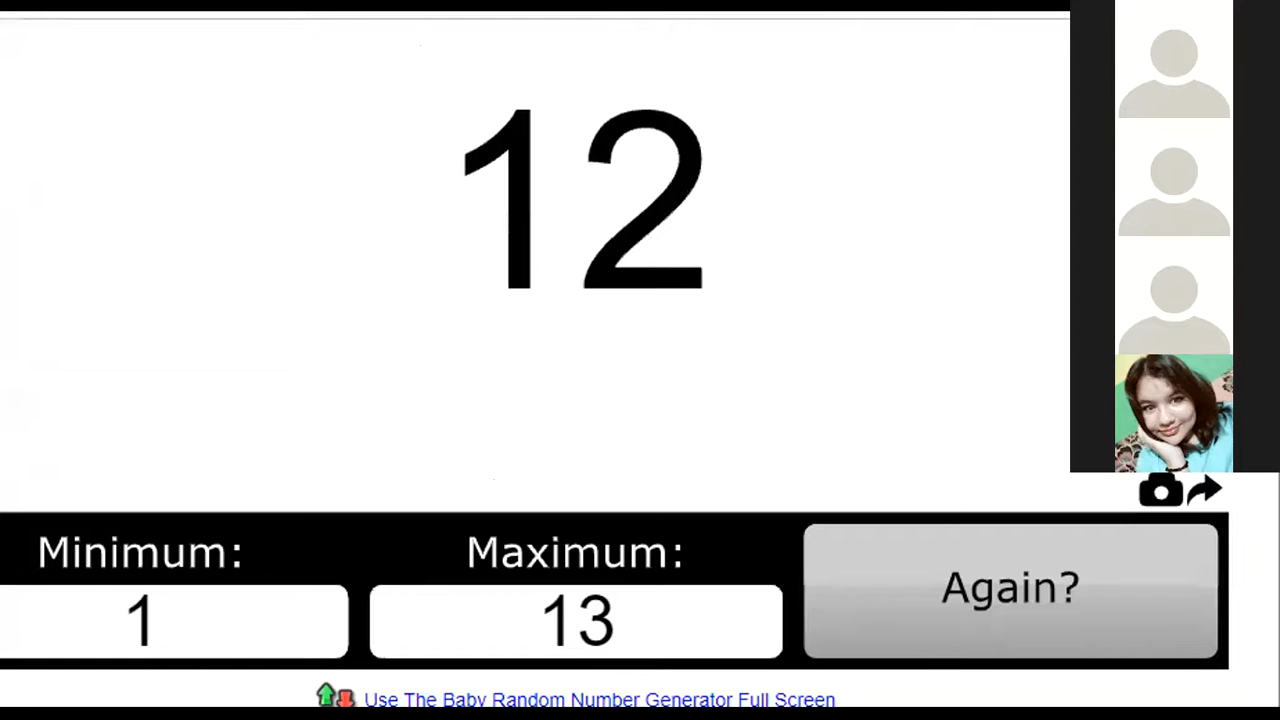 12
Minimum:
Maximum:
1
13
Again?
Use The Baby Random Number Generator Full Screen